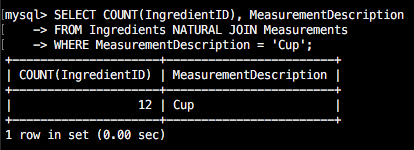 [mysql> SELECT COUNT(IngredientID), MeasurementDescription
[    -> FROM Ingredients NATURAL JOIN Measurements
[    -> WHERE MeasurementDescription = 'Cup';
+---------------------+------------------------+
| COUNT(IngredientID) | MeasurementDescription |
+---------------------+------------------------+
|                  12 | Cup                    |
+---------------------+------------------------+
1 row in set (0.00 sec)